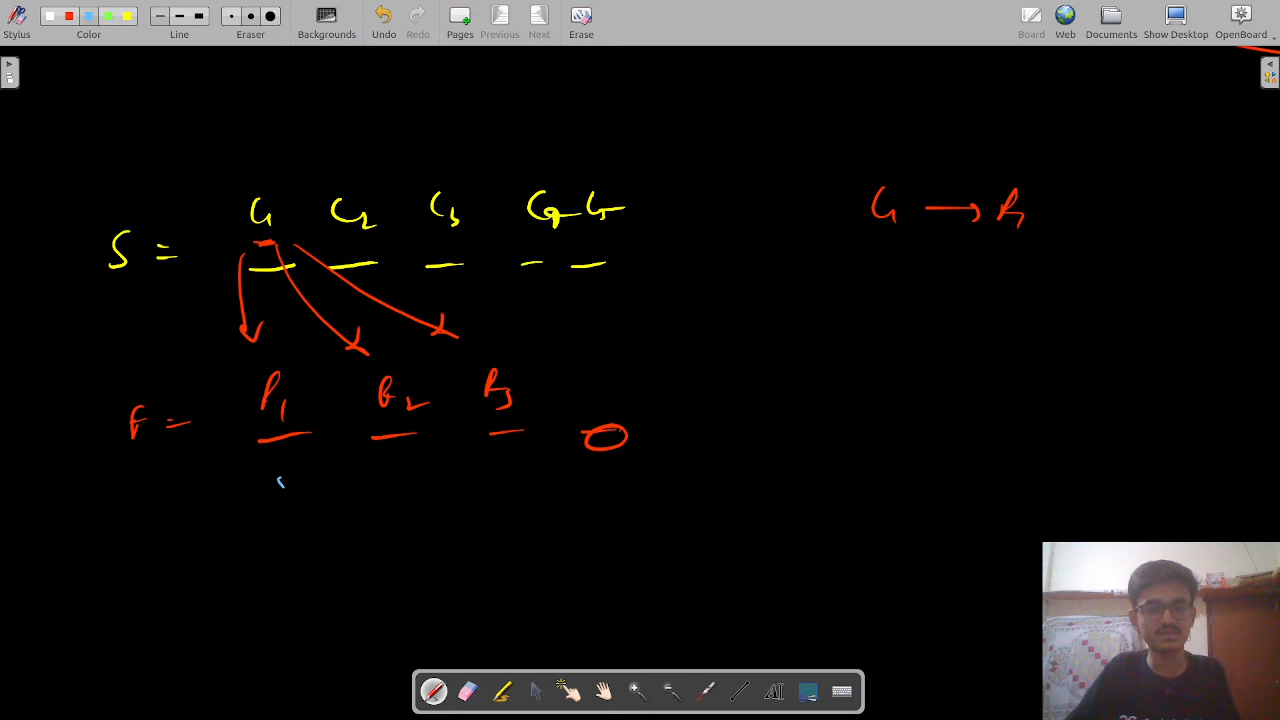 Stylus Color Line Eraser Backgrounds Undo Redo Pages Previous Next Erase Board Web Documents Show Desktop OpenBoard
C1 C2 C3 C4 C5
C1 → P1
S =
P1 P2 P3
F =